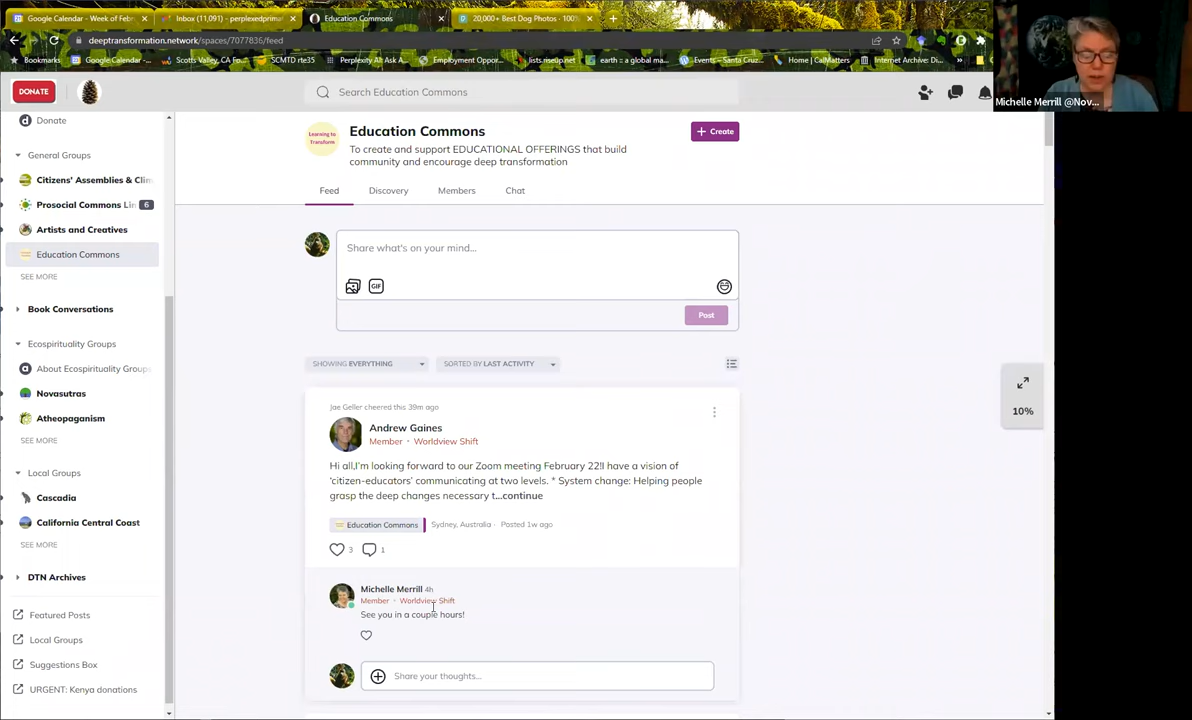 Google Calendar - Week of Feb
Inbox (11,091) - perplexedprim
Education Commons
20,000+ Best Dog Photos · 100%
deeptransformation.network/spaces/7077836/feed
Bookmarks
Google Calendar -...
Scotts Valley, CA Fo...
SCMTD rte35
Perplexity All Ask A...
Employment Oppor...
lists.riseup.net
earth :: a global ma...
Events – Santa Cruz...
Home | CalMatters
Internet Archive: Di...
DONATE
Search Education Commons
Michelle Merrill @Nov...
Donate
General Groups
Citizens' Assemblies & Clim
Prosocial Commons Lin
6
Artists and Creatives
Education Commons
SEE MORE
Book Conversations
Ecospirituality Groups
About Ecospirituality Groups
Novasutras
Atheopaganism
SEE MORE
Local Groups
Cascadia
California Central Coast
SEE MORE
DTN Archives
Featured Posts
Local Groups
Suggestions Box
URGENT: Kenya donations
Learning to
Transform
Education Commons
To create and support EDUCATIONAL OFFERINGS that build
community and encourage deep transformation
+ Create
Feed
Discovery
Members
Chat
Share what's on your mind...
GIF
Post
SHOWING EVERYTHING
SORTED BY LAST ACTIVITY
10%
Jae Geller cheered this 39m ago
Andrew Gaines
Member · Worldview Shift
Hi all,I'm looking forward to our Zoom meeting February 22!I have a vision of
'citizen-educators' communicating at two levels. * System change: Helping people
grasp the deep changes necessary t...continue
Education Commons
Sydney, Australia · Posted 1w ago
3
1
Michelle Merrill 4h
Member · Worldview Shift
See you in a couple hours!
Share your thoughts...